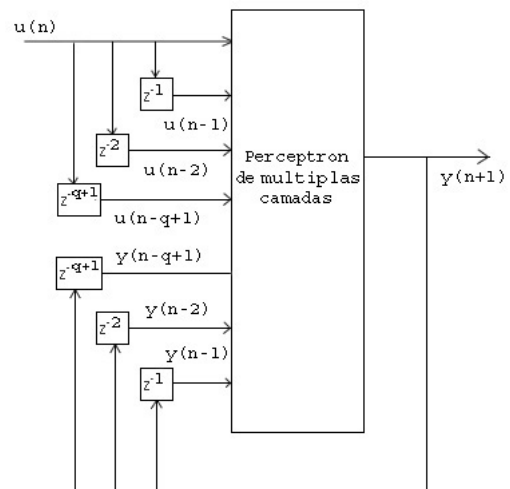 u(n)
z-1
u(n-1)
z-2
u(n-2)
z-q+1
u(n-q+1)
Perceptron
de multiplas
camadas
y(n+1)
z-q+1
y(n-q+1)
z-2
y(n-2)
z-1
y(n-1)